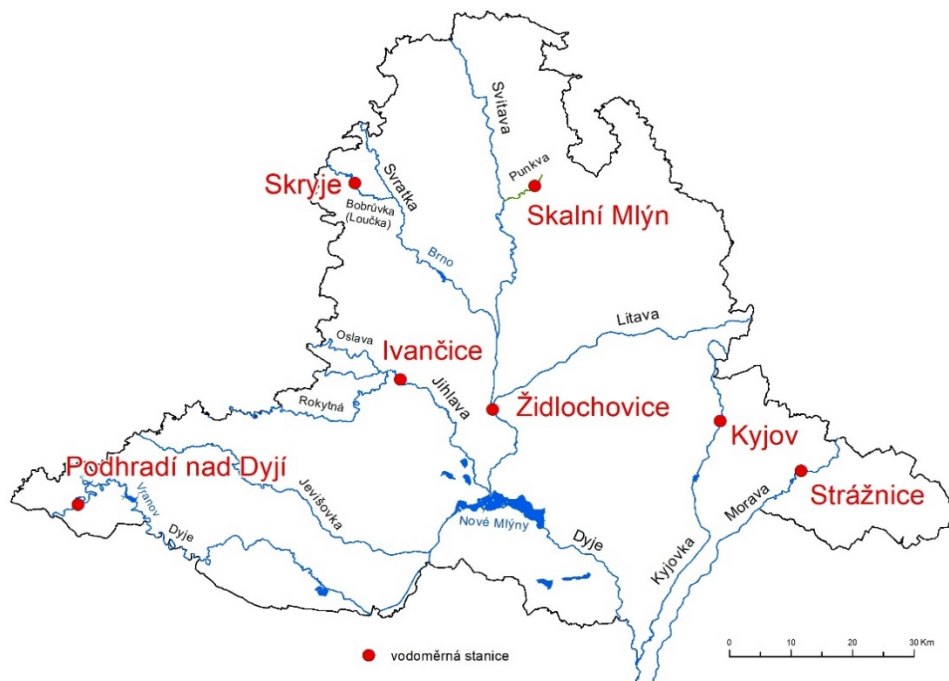 Svitava
Punkva
Skryje
Svratka
Skalní Mlýn
Bobrůvka
(Loučka)
Brno
Litava
Oslava
Ivančice
Jihlava
Židlochovice
Rokytná
Kyjov
Podhradí nad Dyjí
Strážnice
Vranov
Jevišovka
Morava
Nové Mlýny
Dyje
Dyje
Kyjovka
vodoměrná stanice
0 10 20 30 Km